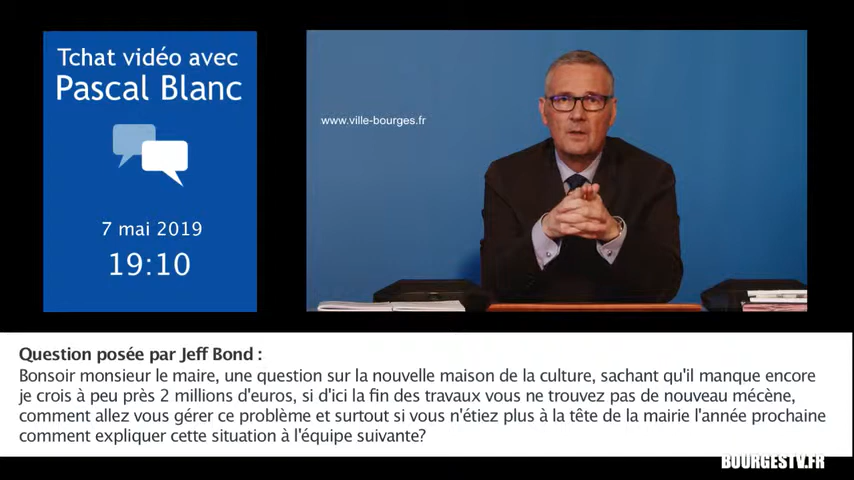 Tchat vidéo avec
Pascal Blanc
7 mai 2019
19:10
www.ville-bourges.fr
Question posée par Jeff Bond :
Bonsoir monsieur le maire, une question sur la nouvelle maison de la culture, sachant qu'il manque encore
je crois à peu près 2 millions d'euros, si d'ici la fin des travaux vous ne trouvez pas de nouveau mécène,
comment allez vous gérer ce problème et surtout si vous n'étiez plus à la tête de la mairie l'année prochaine
comment expliquer cette situation à l'équipe suivante?
BOURGESTV.FR